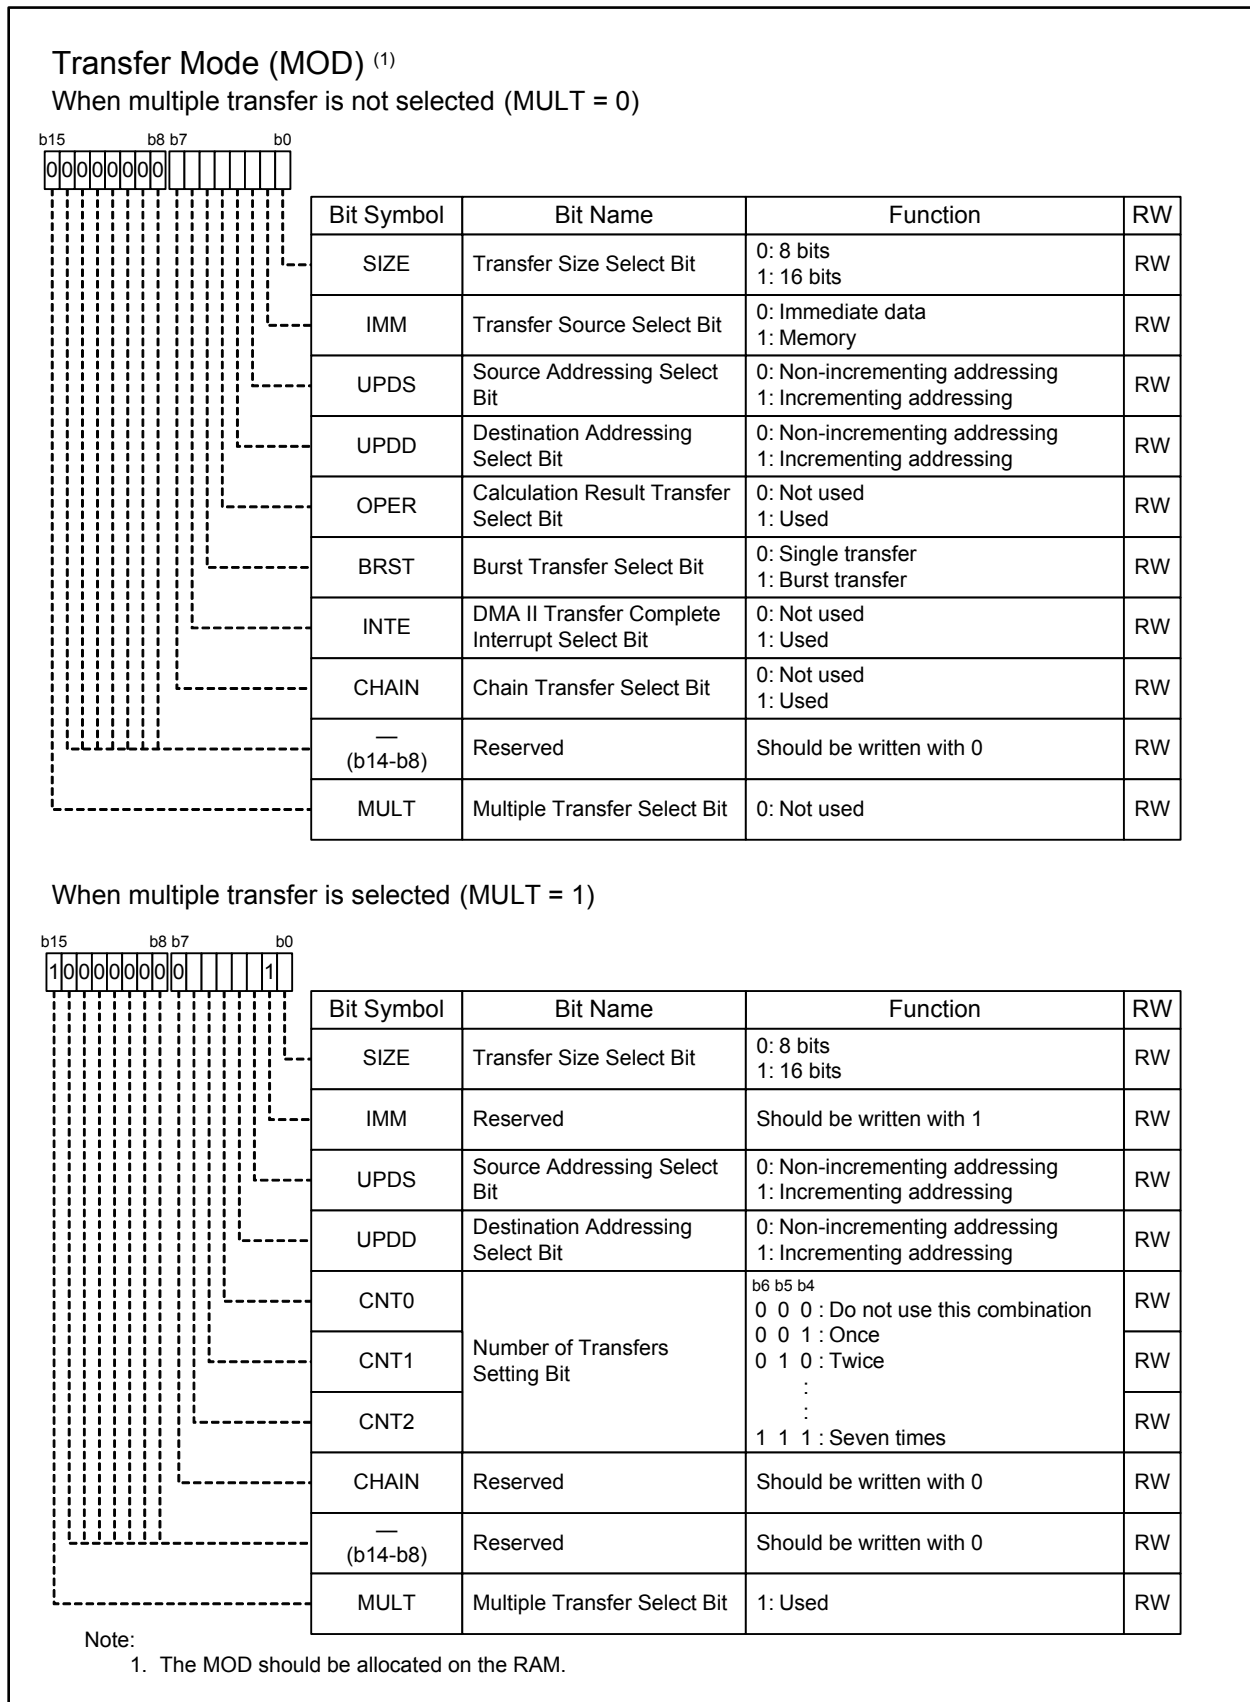 Transfer Mode (MOD) (1)
When multiple transfer is not selected (MULT = 0)
b15 b8 b7 b0
0 0 0 0 0 0 0 0
Bit Symbol Bit Name Function RW
SIZE Transfer Size Select Bit 0: 8 bits RW
1: 16 bits
IMM Transfer Source Select Bit 0: Immediate data RW
1: Memory
UPDS Source Addressing Select Bit 0: Non-incrementing addressing RW
1: Incrementing addressing
UPDD Destination Addressing Select Bit 0: Non-incrementing addressing RW
1: Incrementing addressing
OPER Calculation Result Transfer Select Bit 0: Not used RW
1: Used
BRST Burst Transfer Select Bit 0: Single transfer RW
1: Burst transfer
INTE DMA II Transfer Complete Interrupt Select Bit 0: Not used RW
1: Used
CHAIN Chain Transfer Select Bit 0: Not used RW
1: Used
— (b14-b8) Reserved Should be written with 0 RW
MULT Multiple Transfer Select Bit 0: Not used RW
When multiple transfer is selected (MULT = 1)
b15 b8 b7 b0
1 0 0 0 0 0 0 0 0 1
Bit Symbol Bit Name Function RW
SIZE Transfer Size Select Bit 0: 8 bits RW
1: 16 bits
IMM Reserved Should be written with 1 RW
UPDS Source Addressing Select Bit 0: Non-incrementing addressing RW
1: Incrementing addressing
UPDD Destination Addressing Select Bit 0: Non-incrementing addressing RW
1: Incrementing addressing
CNT0 RW
CNT1 RW
CNT2 RW
Number of Transfers Setting Bit
b6 b5 b4
0 0 0 : Do not use this combination
0 0 1 : Once
0 1 0 : Twice
:
:
1 1 1 : Seven times
CHAIN Reserved Should be written with 0 RW
— (b14-b8) Reserved Should be written with 0 RW
MULT Multiple Transfer Select Bit 1: Used RW
Note:
1. The MOD should be allocated on the RAM.